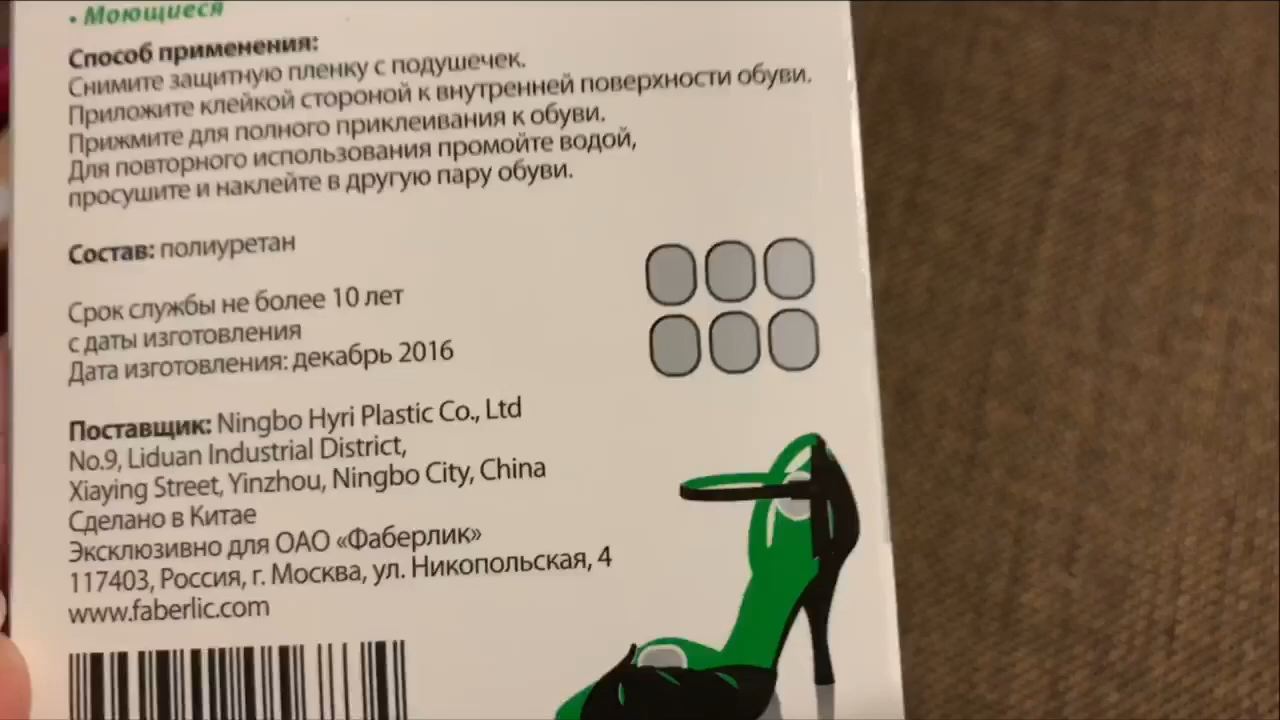 • Моющиеся
Способ применения:
Снимите защитную пленку с подушечек.
Приложите клейкой стороной к внутренней поверхности обуви.
Прижмите для полного приклеивания к обуви.
Для повторного использования промойте водой,
просушите и наклейте в другую пару обуви.
Состав: полиуретан
Срок службы не более 10 лет
с даты изготовления
Дата изготовления: декабрь 2016
Поставщик: Ningbo Hyri Plastic Co., Ltd
No.9, Liduan Industrial District,
Xiaying Street, Yinzhou, Ningbo City, China
Сделано в Китае
Эксклюзивно для ОАО «Фаберлик»
117403, Россия, г. Москва, ул. Никопольская, 4
www.faberlic.com